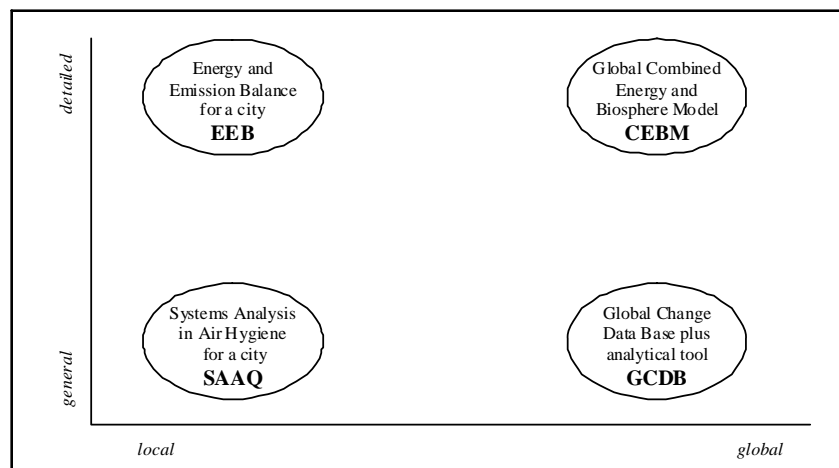 detailed
Energy and
Emission Balance
for a city
EEB
Global Combined
Energy and
Biosphere Model
CEBM
general
Systems Analysis
in Air Hygiene
for a city
SAAQ
Global Change
Data Base plus
analytical tool
GCDB
local
global